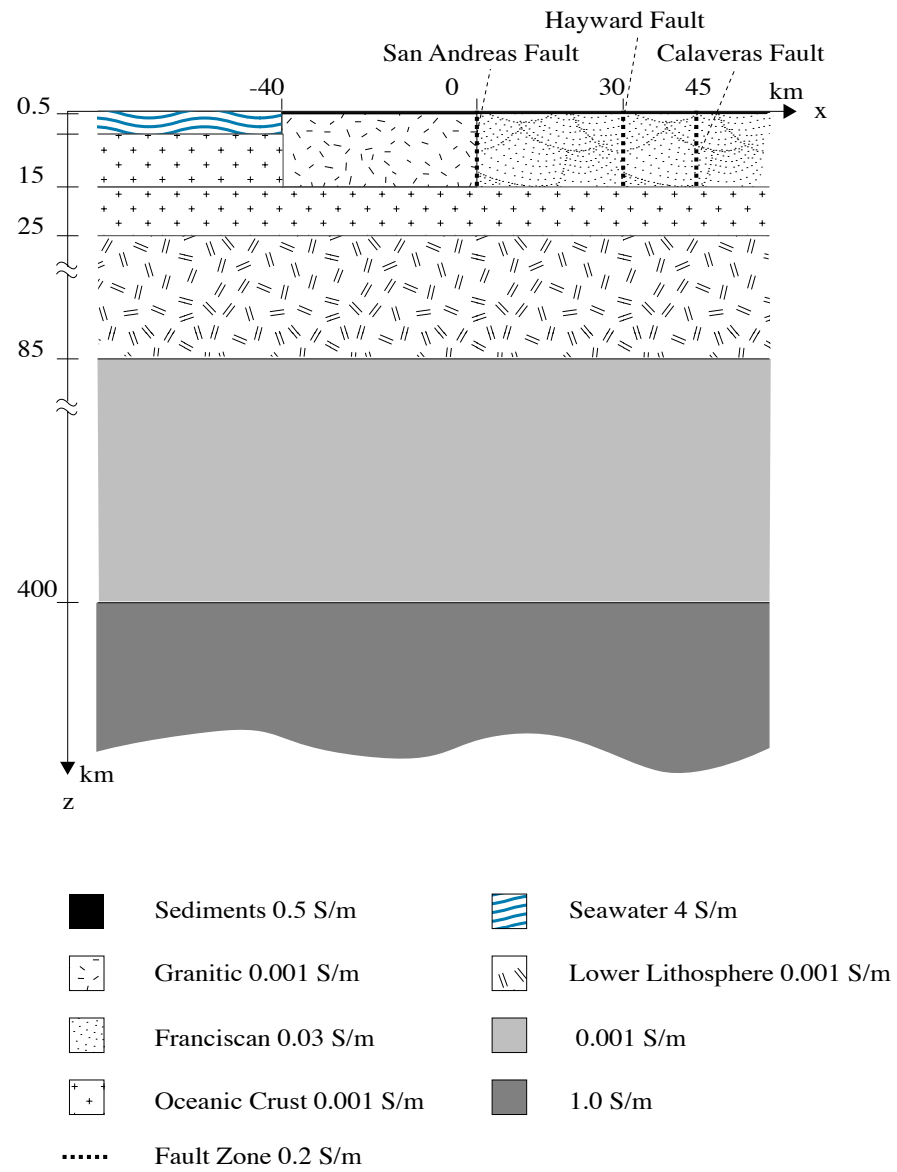 Hayward Fault
San Andreas Fault
Calaveras Fault
-40
0
30
45
km
x
0.5
15
25
85
400
km
z
Sediments 0.5 S/m
Seawater 4 S/m
Granitic 0.001 S/m
Lower Lithosphere 0.001 S/m
Franciscan 0.03 S/m
0.001 S/m
Oceanic Crust 0.001 S/m
1.0 S/m
Fault Zone 0.2 S/m